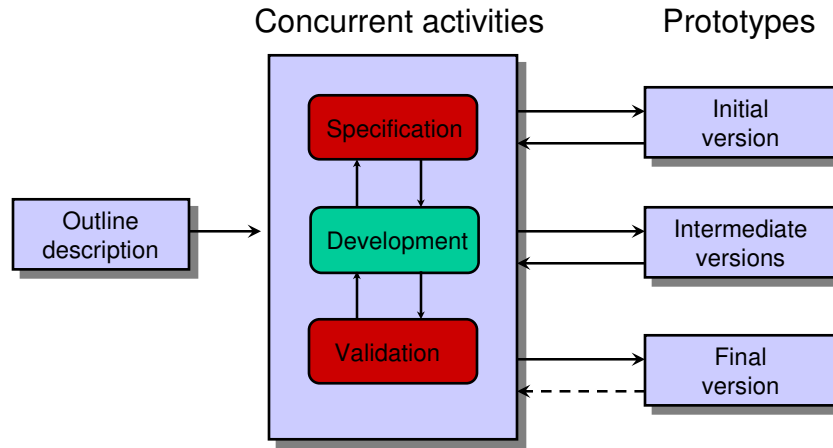 Concurrent activities
Prototypes
Specification
Development
Validation
Outline
description
Initial
version
Intermediate
versions
Final
version